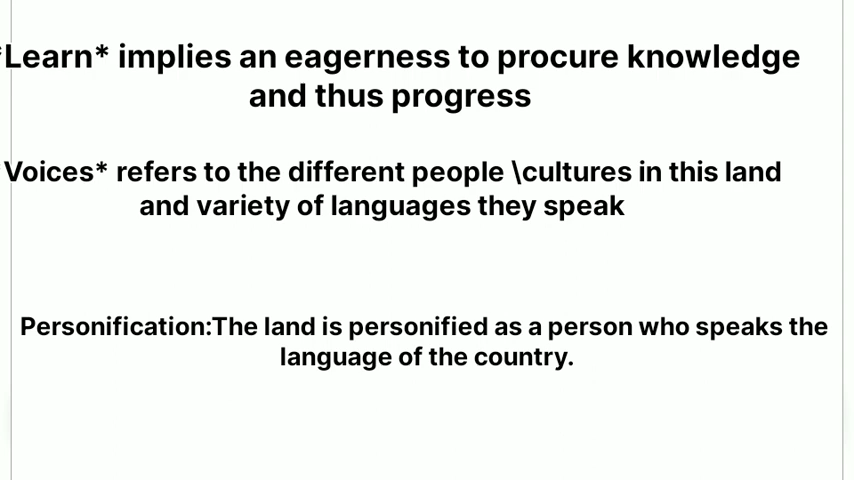 *Learn* implies an eagerness to procure knowledge
and thus progress
Voices* refers to the different people \cultures in this land
and variety of languages they speak
Personification:The land is personified as a person who speaks the
language of the country.